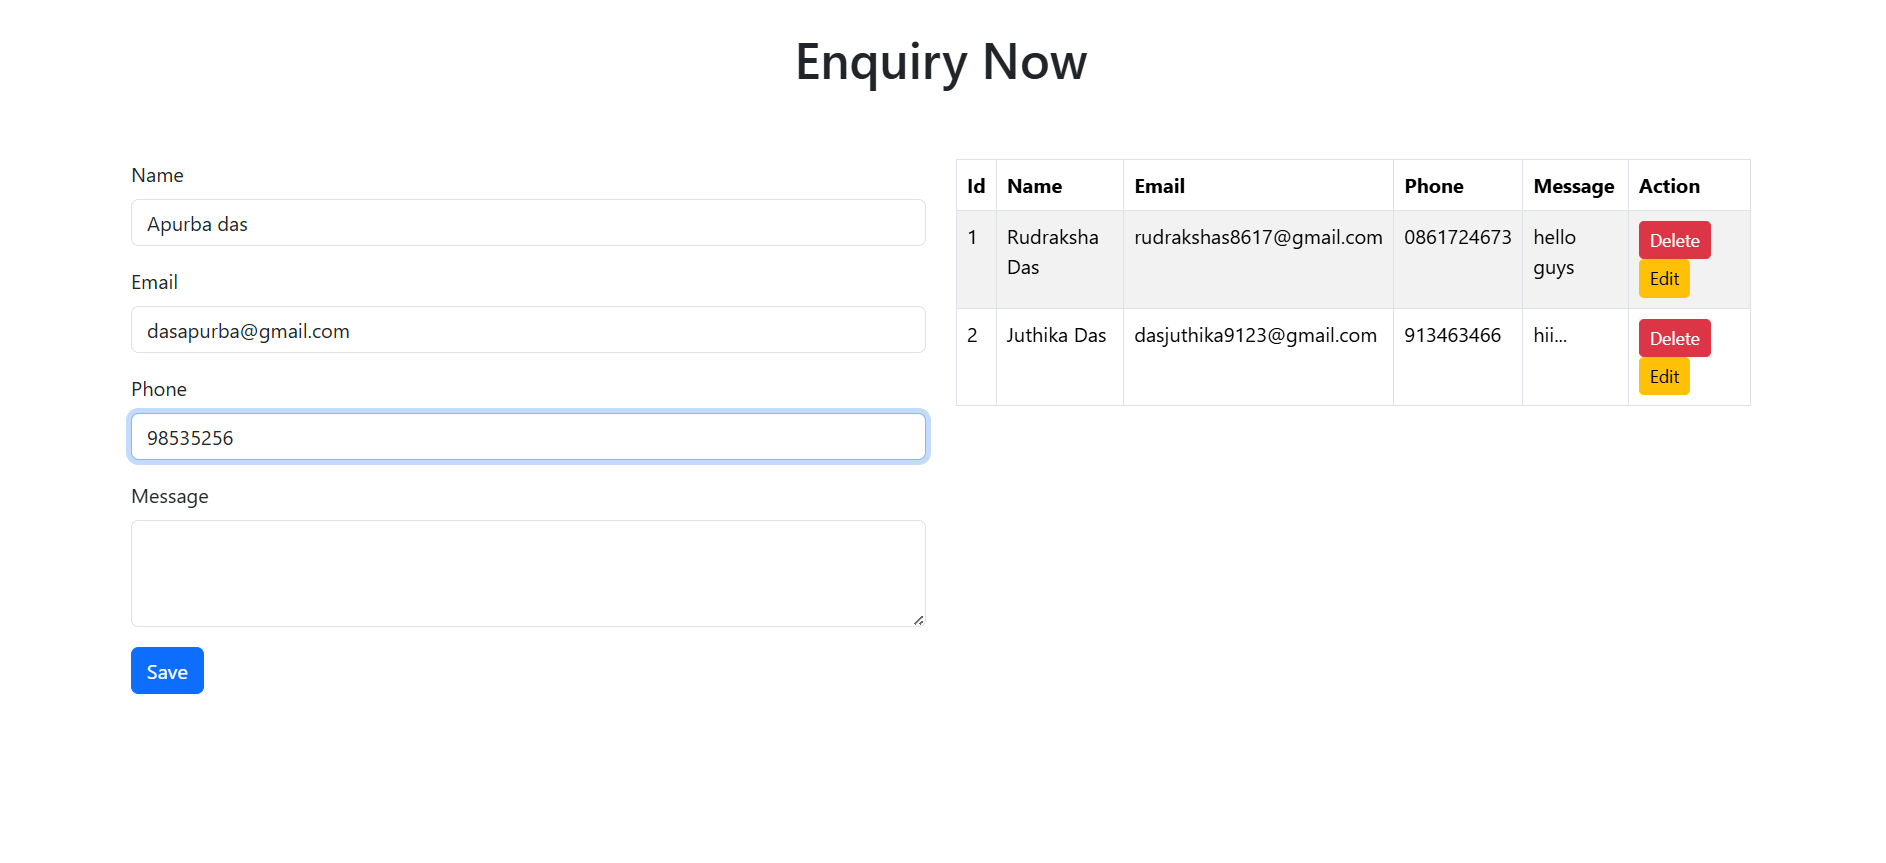 Enquiry Now
Name
Apurba das
Email
dasapurba@gmail.com
Phone
98535256
Message
Save
Id Name Email Phone Message Action
1 Rudraksha rudrakshas8617@gmail.com 0861724673 hello Delete
Das guys Edit
2 Juthika Das dasjuthika9123@gmail.com 913463466 hii... Delete
Edit